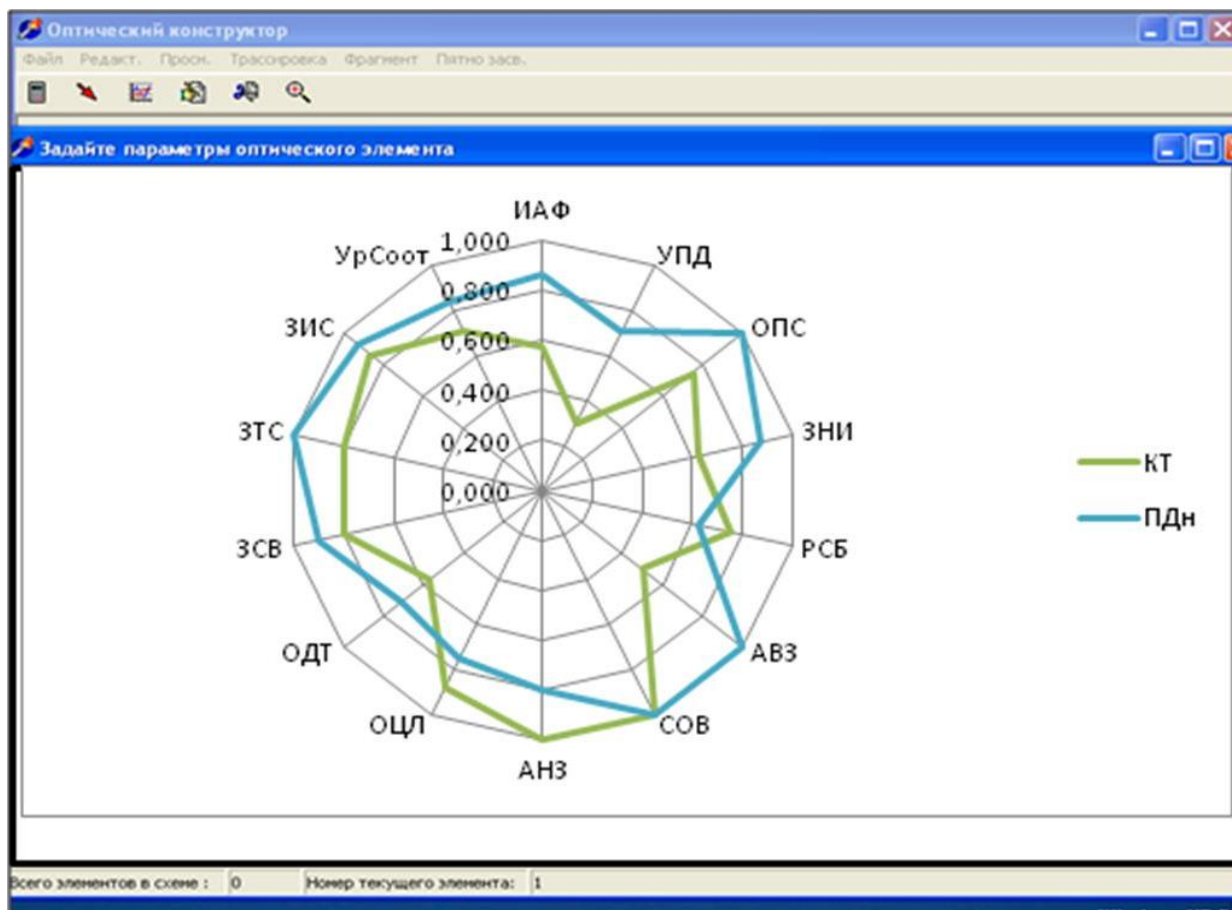 Оптический конструктор
Файл Редакт. Просм. Трассировка Фрагмент Пятно засв.
Задайте параметры оптического элемента
ИАФ
УрСоот 1,000 УПД
0,800
ЗИС 0,600 ОПС
0,400
ЗТС 0,200 ЗНИ
0,000
КТ
ПДн
ЗСВ РСБ
ОДТ АВЗ
ОЦЛ СОВ
АНЗ
Всего элементов в схеме : 0 Номер текущего элемента: 1